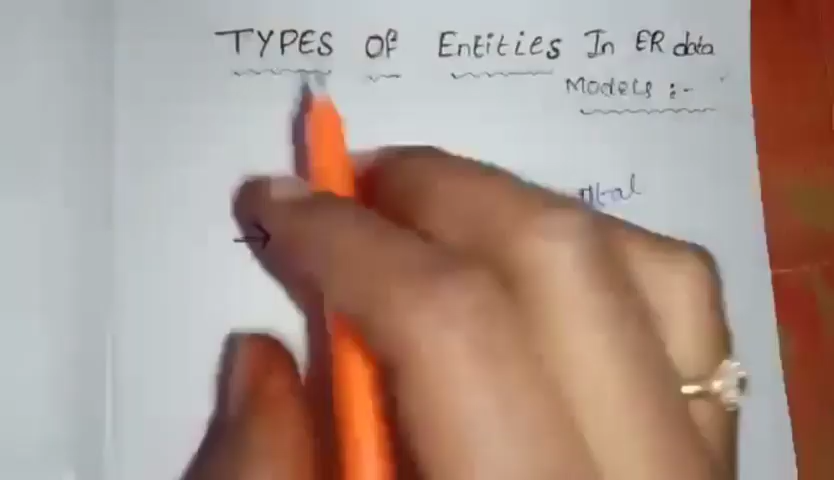 TYPES OF Entities In ER data
Models :-
→